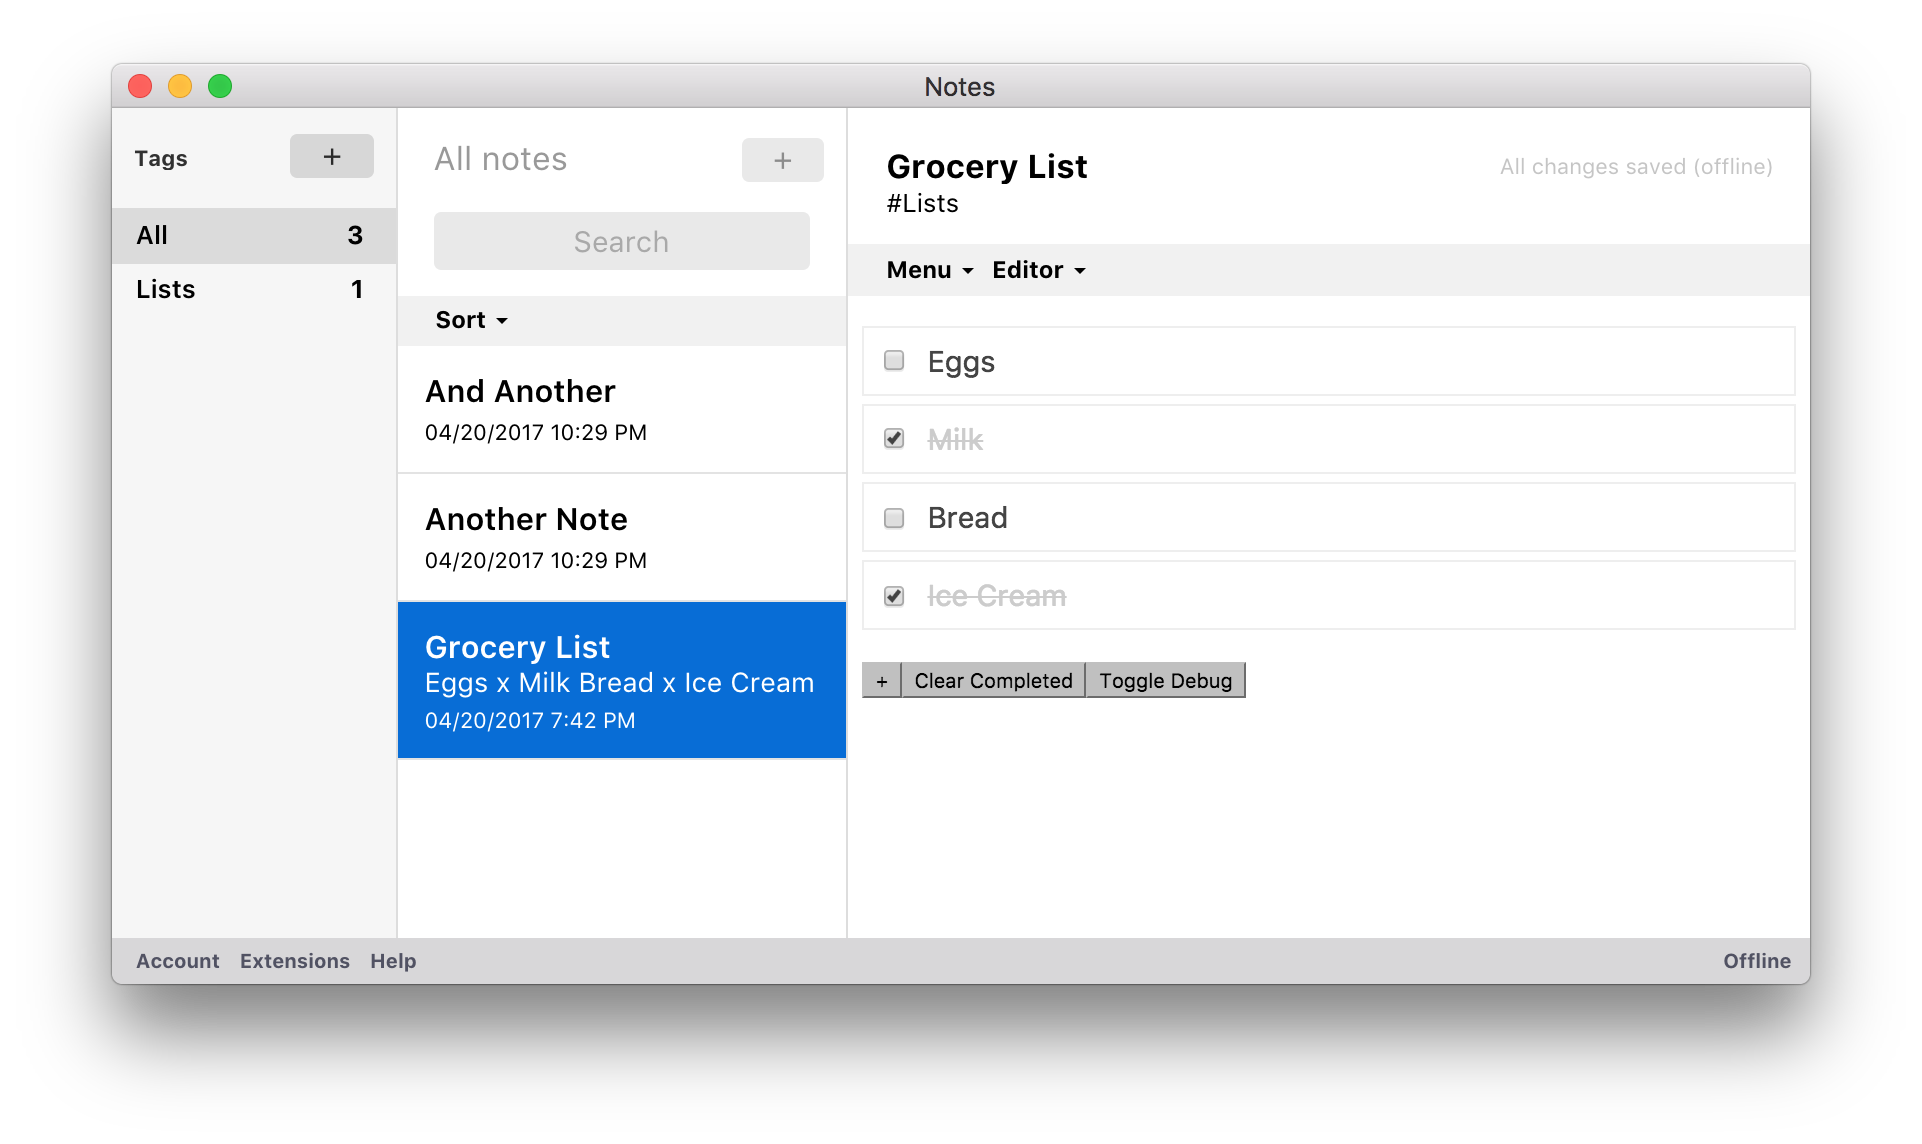 Notes
Tags +
All 3
Lists 1
All notes +
Search
Sort
And Another
04/20/2017 10:29 PM
Another Note
04/20/2017 10:29 PM
Grocery List
Eggs x Milk Bread x Ice Cream
04/20/2017 7:42 PM
Grocery List
All changes saved (offline)
#Lists
Menu Editor
Eggs
Milk
Bread
Ice Cream
+ Clear Completed Toggle Debug
Account Extensions Help
Offline